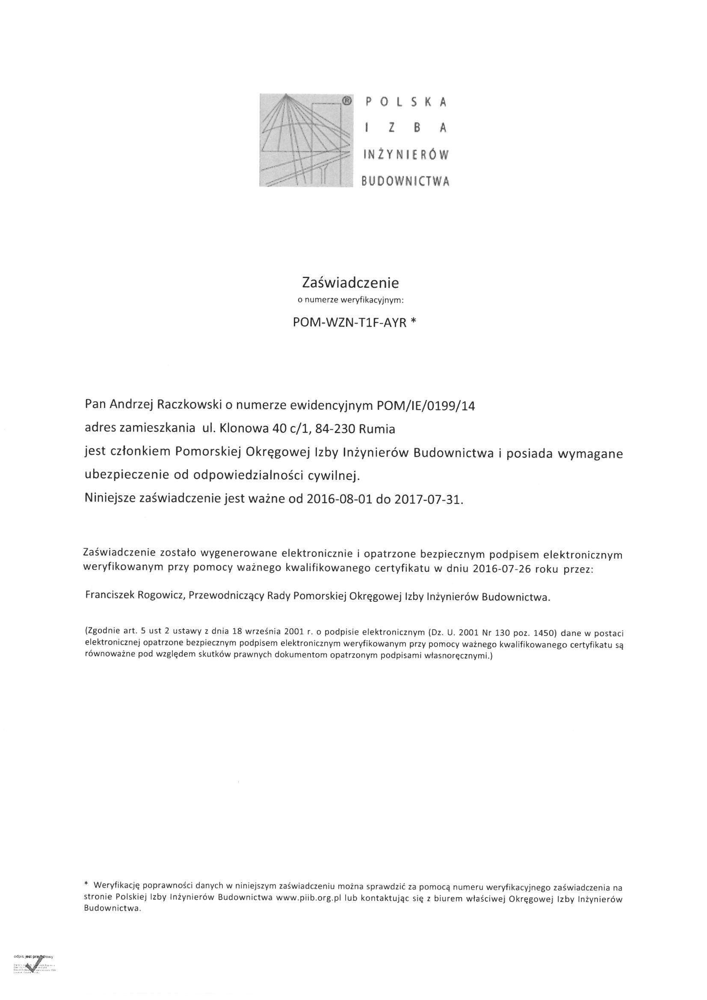 ®
POLSKA
IZBA
INŻYNIERÓW
BUDOWNICTWA
Zaświadczenie
o numerze weryfikacyjnym:
POM-WZN-T1F-AYR *
Pan Andrzej Raczkowski o numerze ewidencyjnym POM/IE/0199/14
adres zamieszkania ul. Klonowa 40 c/1, 84-230 Rumia
jest członkiem Pomorskiej Okręgowej Izby Inżynierów Budownictwa i posiada wymagane
ubezpieczenie od odpowiedzialności cywilnej.
Niniejsze zaświadczenie jest ważne od 2016-08-01 do 2017-07-31.
Zaświadczenie zostało wygenerowane elektronicznie i opatrzone bezpiecznym podpisem elektronicznym
weryfikowanym przy pomocy ważnego kwalifikowanego certyfikatu w dniu 2016-07-26 roku przez:
Franciszek Rogowicz, Przewodniczący Rady Pomorskiej Okręgowej Izby Inżynierów Budownictwa.
(Zgodnie art. 5 ust 2 ustawy z dnia 18 września 2001 r. o podpisie elektronicznym (Dz. U. 2001 Nr 130 poz. 1450) dane w postaci
elektronicznej opatrzone bezpiecznym podpisem elektronicznym weryfikowanym przy pomocy ważnego kwalifikowanego certyfikatu są
równoważne pod względem skutków prawnych dokumentom opatrzonym podpisami własnoręcznymi.)
* Weryfikację poprawności danych w niniejszym zaświadczeniu można sprawdzić za pomocą numeru weryfikacyjnego zaświadczenia na
stronie Polskiej Izby Inżynierów Budownictwa www.piib.org.pl lub kontaktując się z biurem właściwej Okręgowej Izby Inżynierów
Budownictwa.
odpis jest prawidłowy